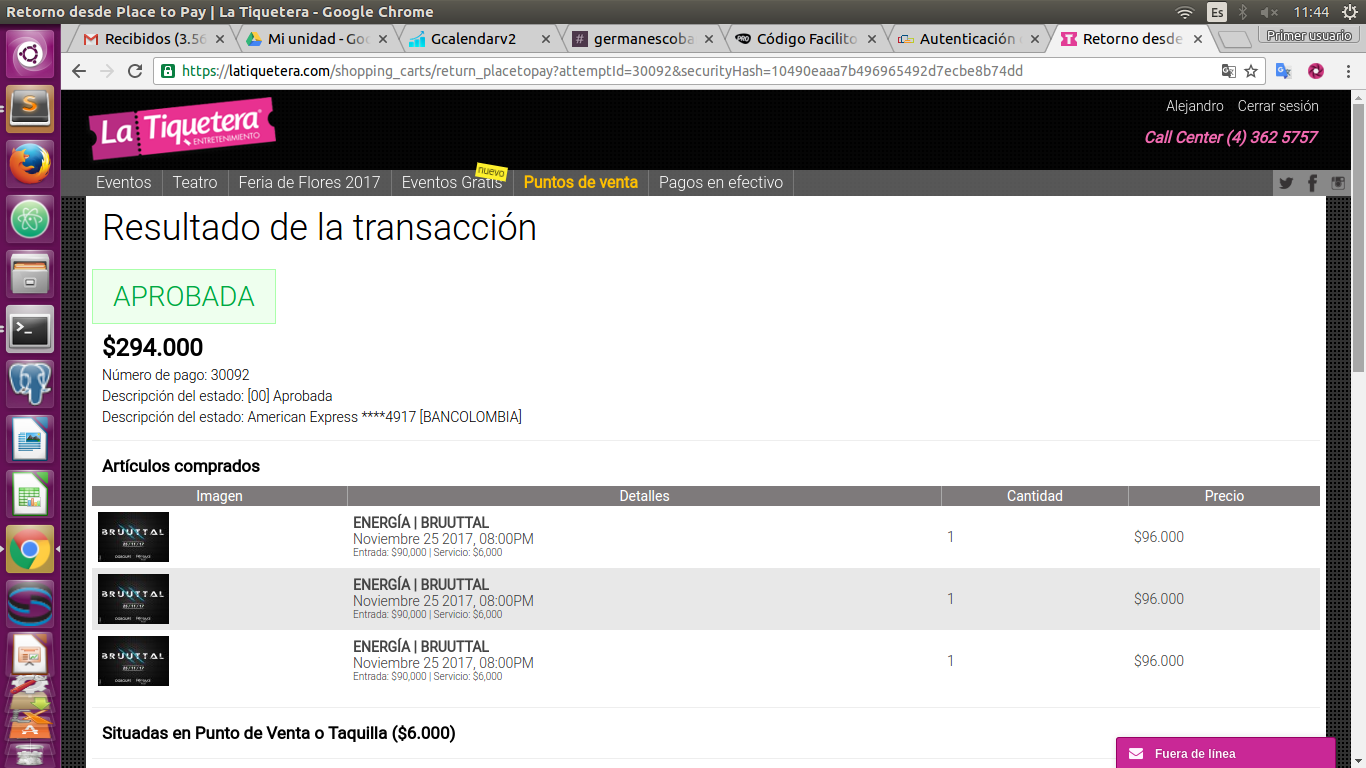 Retorno desde Place to Pay | La Tiquetera - Google Chrome
Es
11:44
Recibidos (3.56
Mi unidad - Goo
Gcalendarv2
germanescoba
Código Facilito
Autenticación
Retorno desde
Primer usuario
https://latiquetera.com/shopping_carts/return_placetopay?attemptId=30092&securityHash=10490eaaa7b496965492d7ecbe8b74dd
La Tiquetera
ENTRETENIMIENTO
Alejandro Cerrar sesión
Call Center (4) 362 5757
nuevo
Eventos Teatro Feria de Flores 2017 Eventos Gratis Puntos de venta Pagos en efectivo
Resultado de la transacción
APROBADA
$294.000
Número de pago: 30092
Descripción del estado: [00] Aprobada
Descripción del estado: American Express ****4917 [BANCOLOMBIA]
Artículos comprados
Imagen Detalles Cantidad Precio
BRUUTTAL
ENERGÍA | BRUUTTAL
Noviembre 25 2017, 08:00PM
Entrada: $90,000 | Servicio: $6,000
1
$96.000
BRUUTTAL
ENERGÍA | BRUUTTAL
Noviembre 25 2017, 08:00PM
Entrada: $90,000 | Servicio: $6,000
1
$96.000
BRUUTTAL
ENERGÍA | BRUUTTAL
Noviembre 25 2017, 08:00PM
Entrada: $90,000 | Servicio: $6,000
1
$96.000
Situadas en Punto de Venta o Taquilla ($6.000)
Fuera de línea